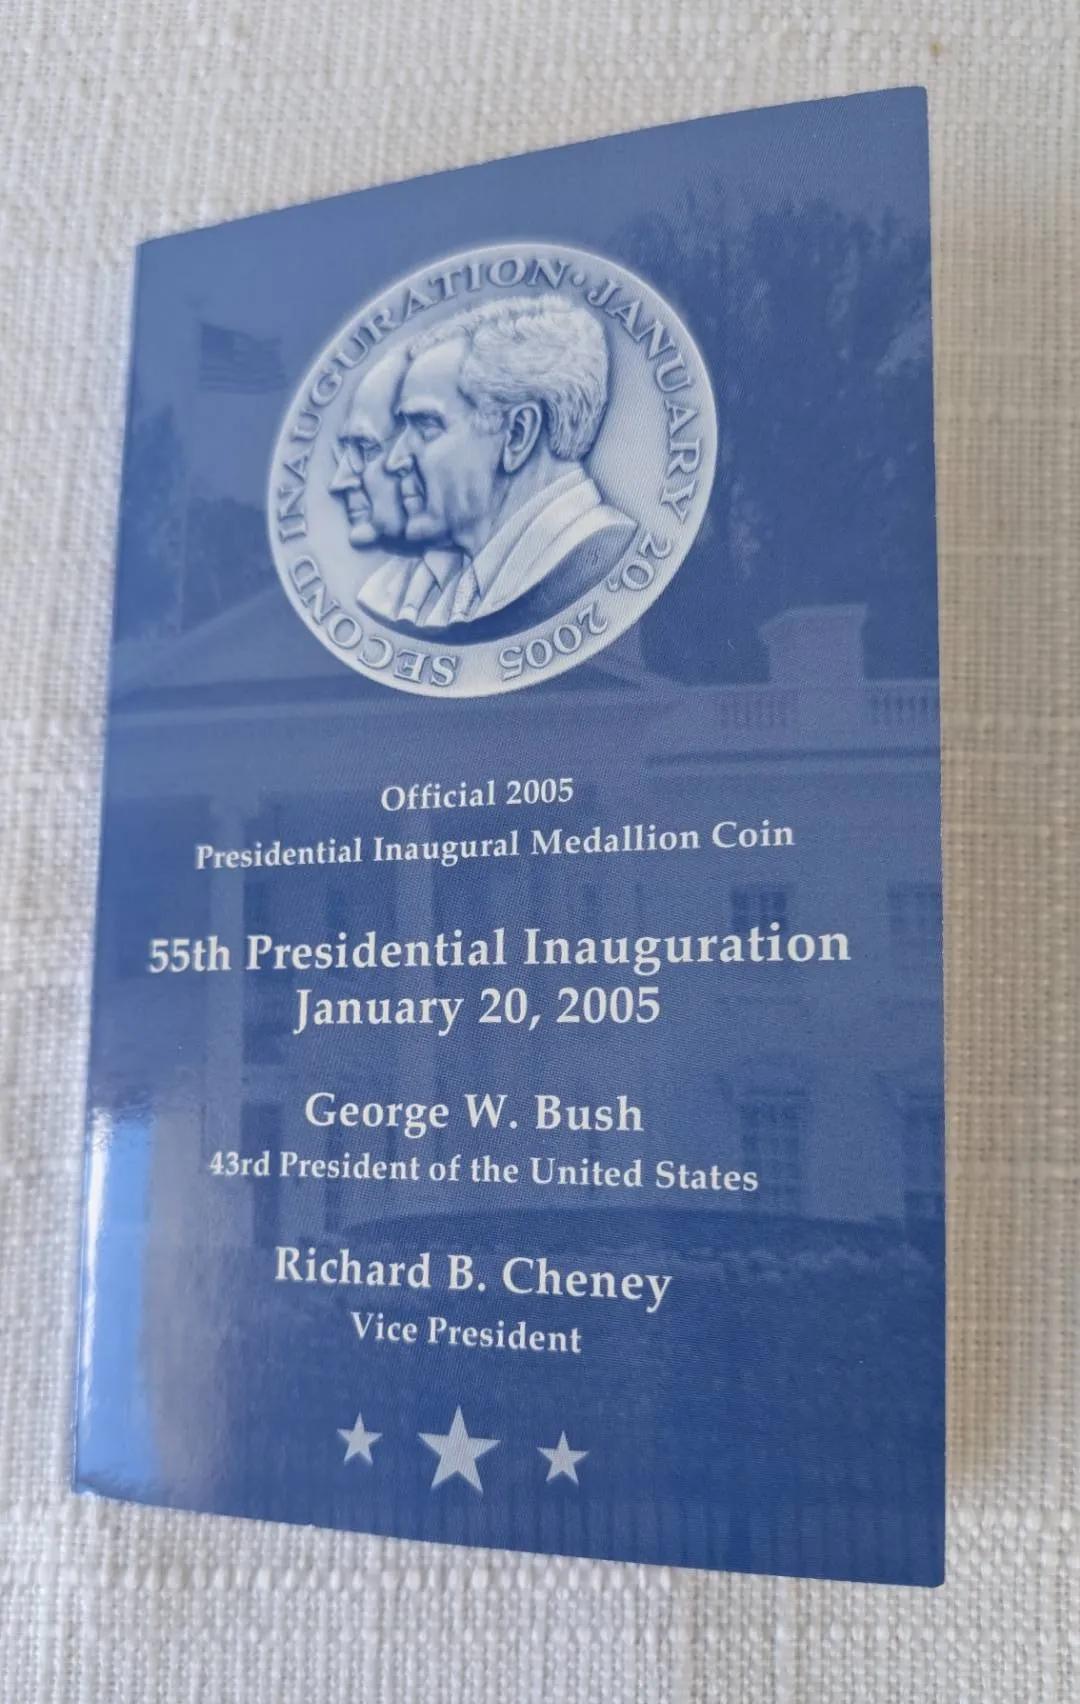 SECOND INAUGURATION · JANUARY 20, 2005
Official 2005
Presidential Inaugural Medallion Coin
55th Presidential Inauguration
January 20, 2005
George W. Bush
43rd President of the United States
Richard B. Cheney
Vice President